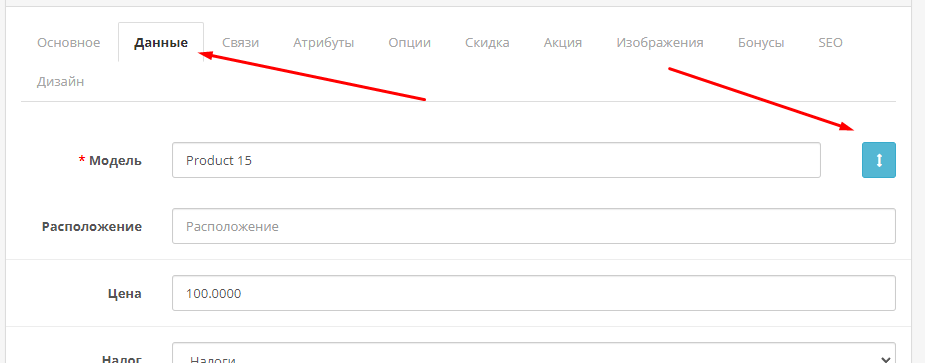 Основное Данные Связи Атрибуты Опции Скидка Акция Изображения Бонусы SEO
Дизайн
* Модель Product 15
Расположение Расположение
Цена 100.0000
Налог Налоги